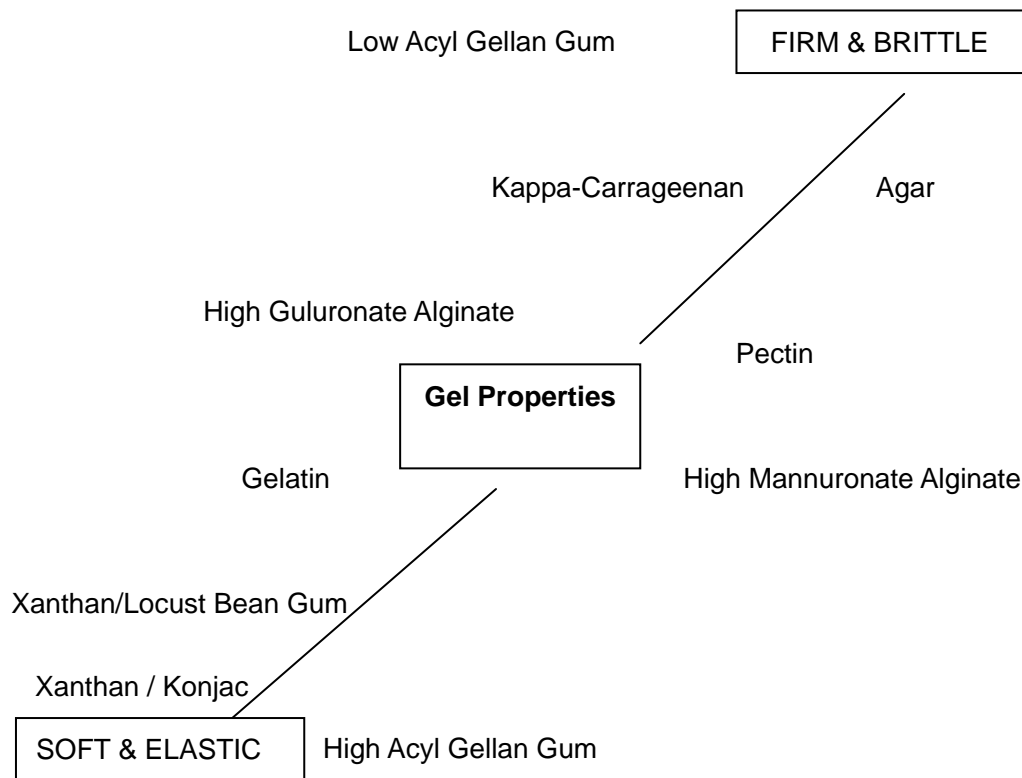 Low Acyl Gellan Gum
FIRM & BRITTLE
Kappa-Carrageenan
Agar
High Guluronate Alginate
Pectin
Gel Properties
Gelatin
High Mannuronate Alginate
Xanthan/Locust Bean Gum
Xanthan / Konjac
SOFT & ELASTIC
High Acyl Gellan Gum